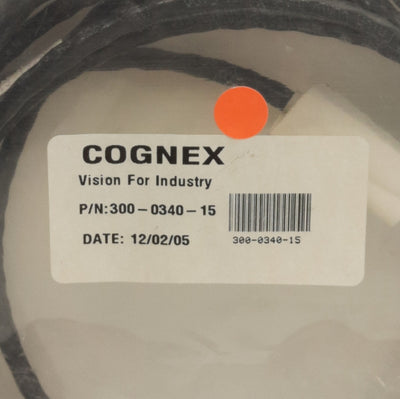 COGNEX
Vision For Industry
P/N:300-0340-15
DATE: 12/02/05
300-0340-15